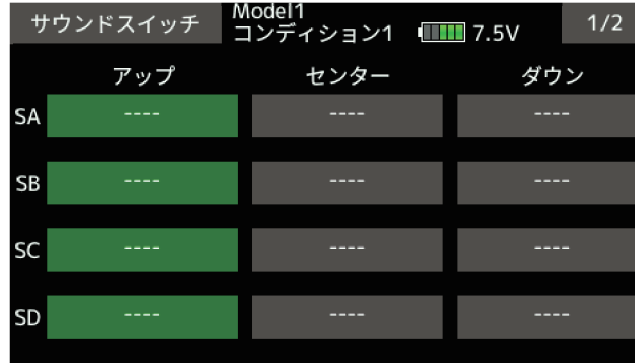 サウンドスイッチ
Model1
コンディション1 7.5V
1/2
アップ センター ダウン
SA ---- ---- ----
SB ---- ---- ----
SC ---- ---- ----
SD ---- ---- ----